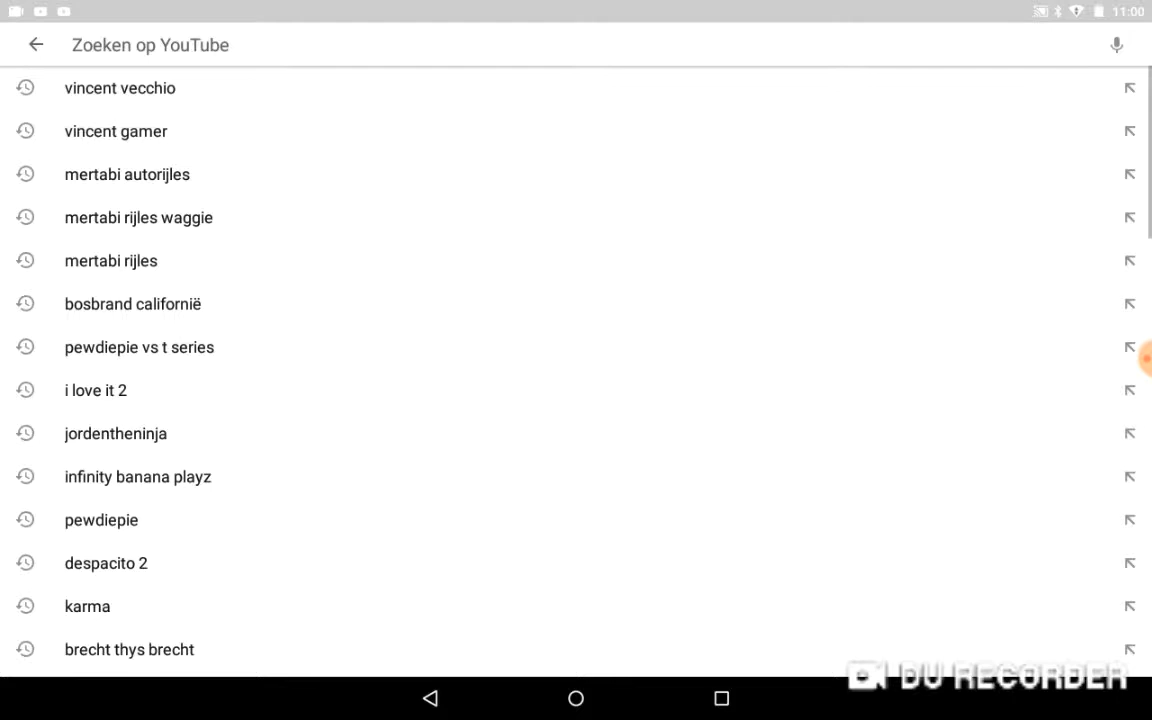 11:00
Zoeken op YouTube
vincent vecchio
vincent gamer
mertabi autorijles
mertabi rijles waggie
mertabi rijles
bosbrand californië
pewdiepie vs t series
i love it 2
jordentheninja
infinity banana playz
pewdiepie
despacito 2
karma
brecht thys brecht
DU RECORDER